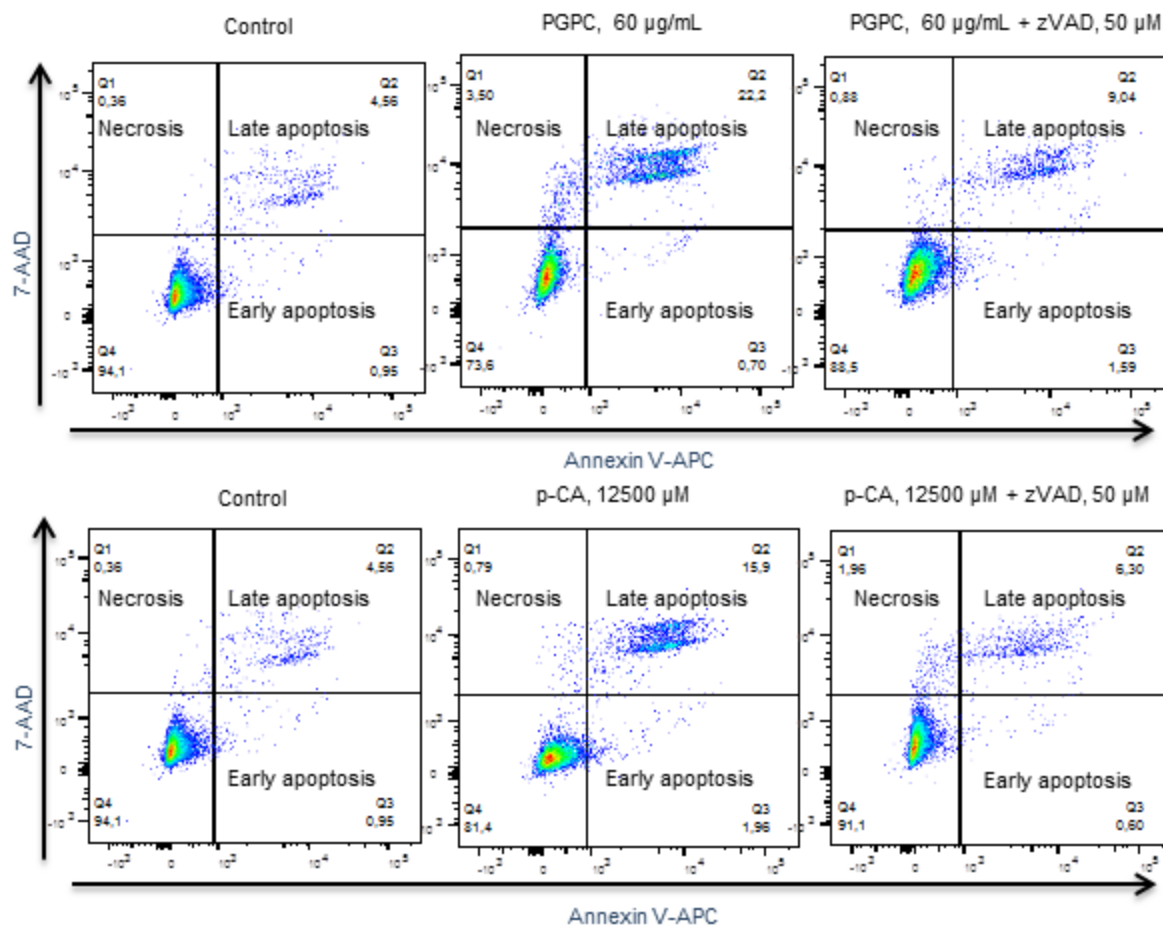 Control
PGPC, 60 µg/mL
PGPC, 60 µg/mL + zVAD, 50 µM
Q1
0,36
Q2
4,56
Necrosis
Late apoptosis
Early apoptosis
Q4
94,1
Q3
0,95
Q1
3,50
Q2
22,2
Necrosis
Late apoptosis
Early apoptosis
Q4
73,6
Q3
0,70
Q1
0,88
Q2
9,04
Necrosis
Late apoptosis
Early apoptosis
Q4
88,5
Q3
1,59
7-AAD
Annexin V-APC
Control
p-CA, 12500 µM
p-CA, 12500 µM + zVAD, 50 µM
Q1
0,36
Q2
4,56
Necrosis
Late apoptosis
Early apoptosis
Q4
94,1
Q3
0,95
Q1
0,79
Q2
15,9
Necrosis
Late apoptosis
Early apoptosis
Q4
81,4
Q3
1,96
Q1
1,96
Q2
6,30
Necrosis
Late apoptosis
Early apoptosis
Q4
91,1
Q3
0,60
7-AAD
Annexin V-APC